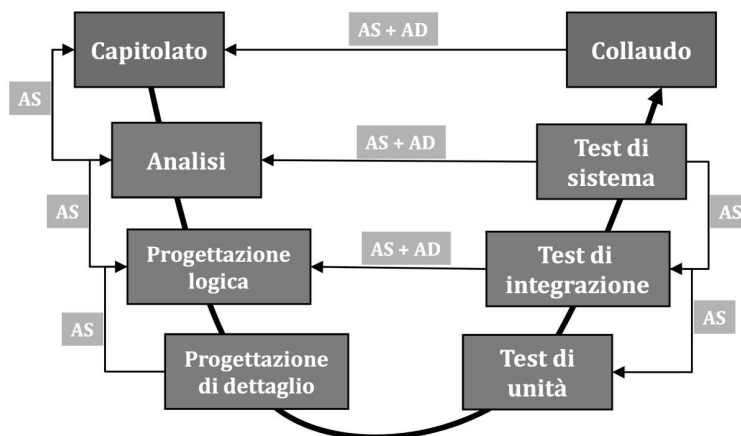 AS + AD
Capitolato
Collaudo
AS
AS + AD
Analisi
Test di
sistema
AS
AS
AS + AD
Progettazione
logica
Test di
integrazione
AS
AS
Progettazione
di dettaglio
Test di
unità